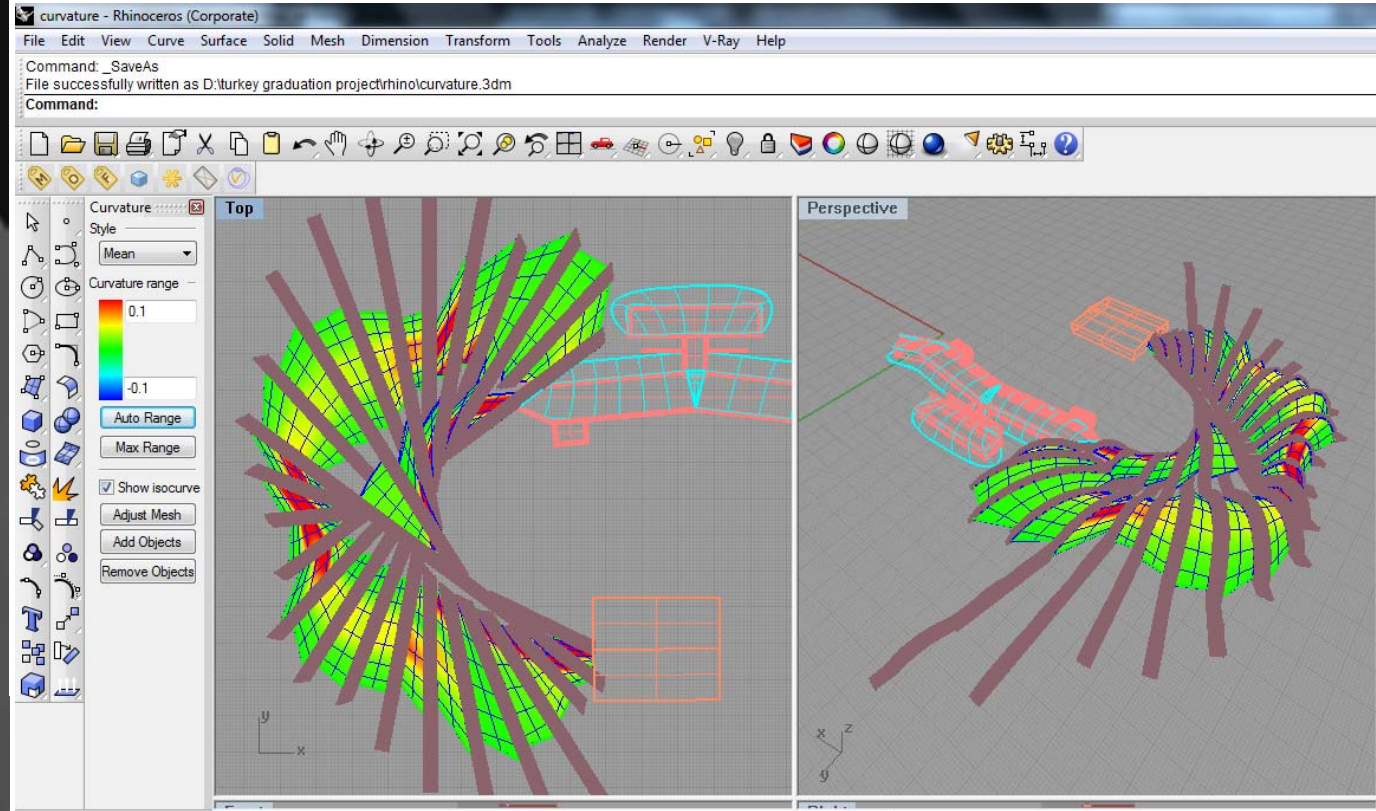 curvature - Rhinoceros (Corporate)
File Edit View Curve Surface Solid Mesh Dimension Transform Tools Analyze Render V-Ray Help
Command: _SaveAs
File successfully written as D:\turkey graduation project\rhino\curvature.3dm
Command:
M O F
Curvature
Style
Mean
Curvature range
0.1
-0.1
Auto Range
Max Range
Show isocurve
Adjust Mesh
Add Objects
Remove Objects
T
Top
y
x
Perspective
x z
y